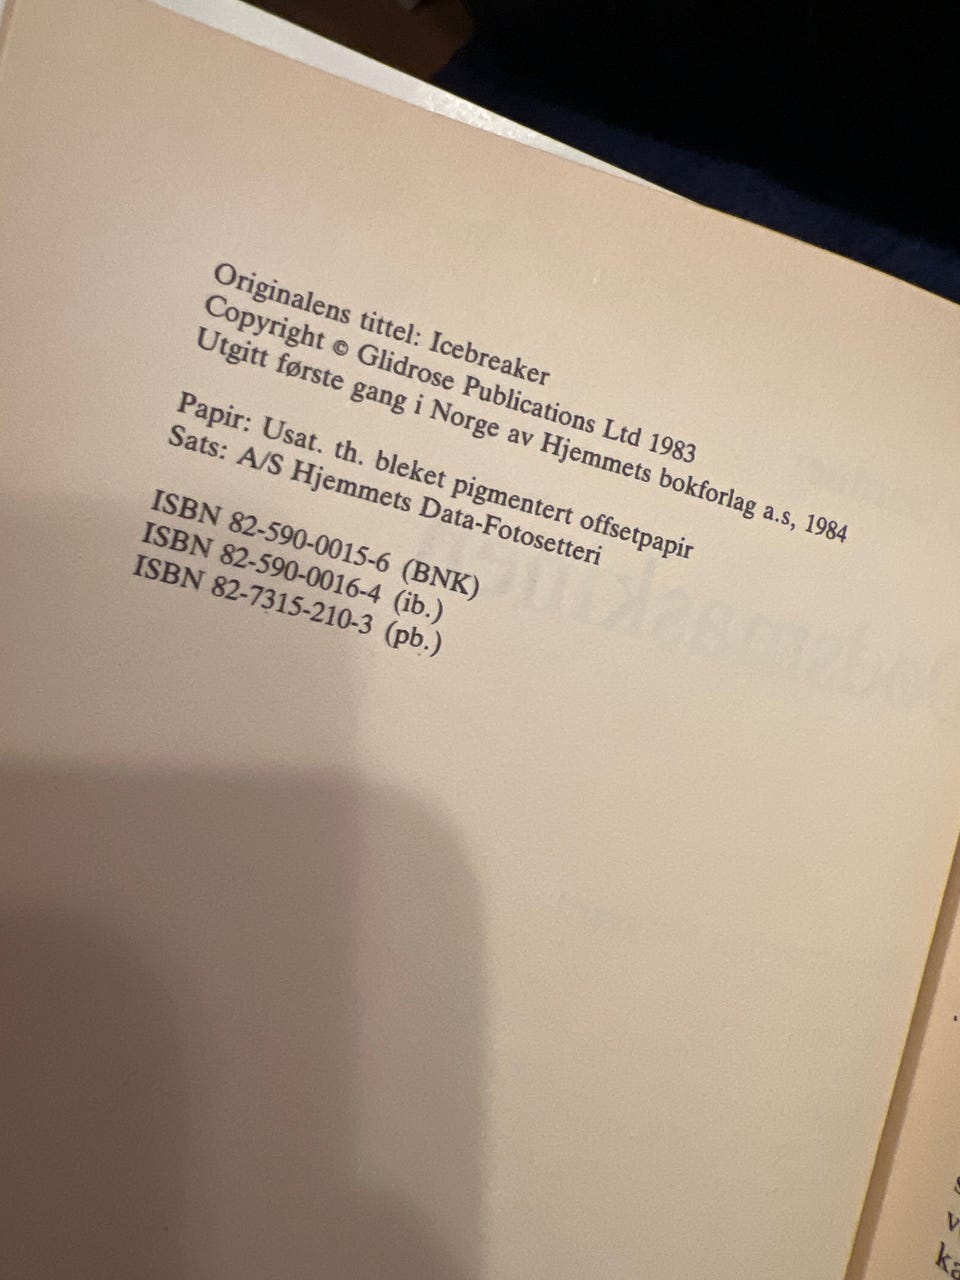 Originalens tittel: Icebreaker
Copyright © Glidrose Publications Ltd 1983
Utgitt første gang i Norge av Hjemmets bokforlag a.s, 1984
Papir: Usat. th. bleket pigmentert offsetpapir
Sats: A/S Hjemmets Data-Fotosetteri
ISBN 82-590-0015-6 (BNK)
ISBN 82-590-0016-4 (ib.)
ISBN 82-7315-210-3 (pb.)